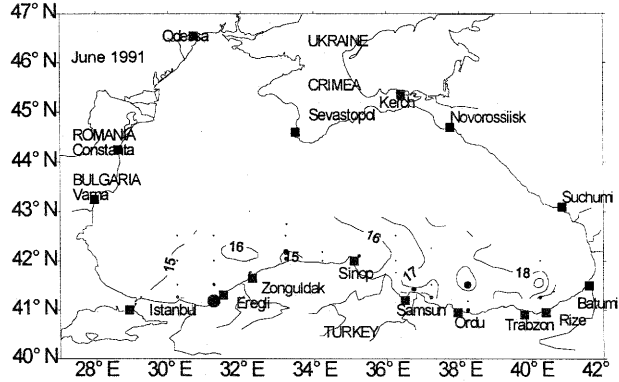 47° N
46° N
45° N
44° N
43° N
42° N
41° N
40° N
June 1991
Odessa
UKRAINE
CRIMEA
Kerch
Sevastopol
Novorossiisk
ROMANIA
Constanta
BULGARIA
Varna
Suchumi
15
16
15
16
17
18
Sinop
Zonguldak
Eregli
Istanbul
Samsun
Ordu
Trabzon
Rize
Batumi
TURKEY
28° E 30° E 32° E 34° E 36° E 38° E 40° E 42°